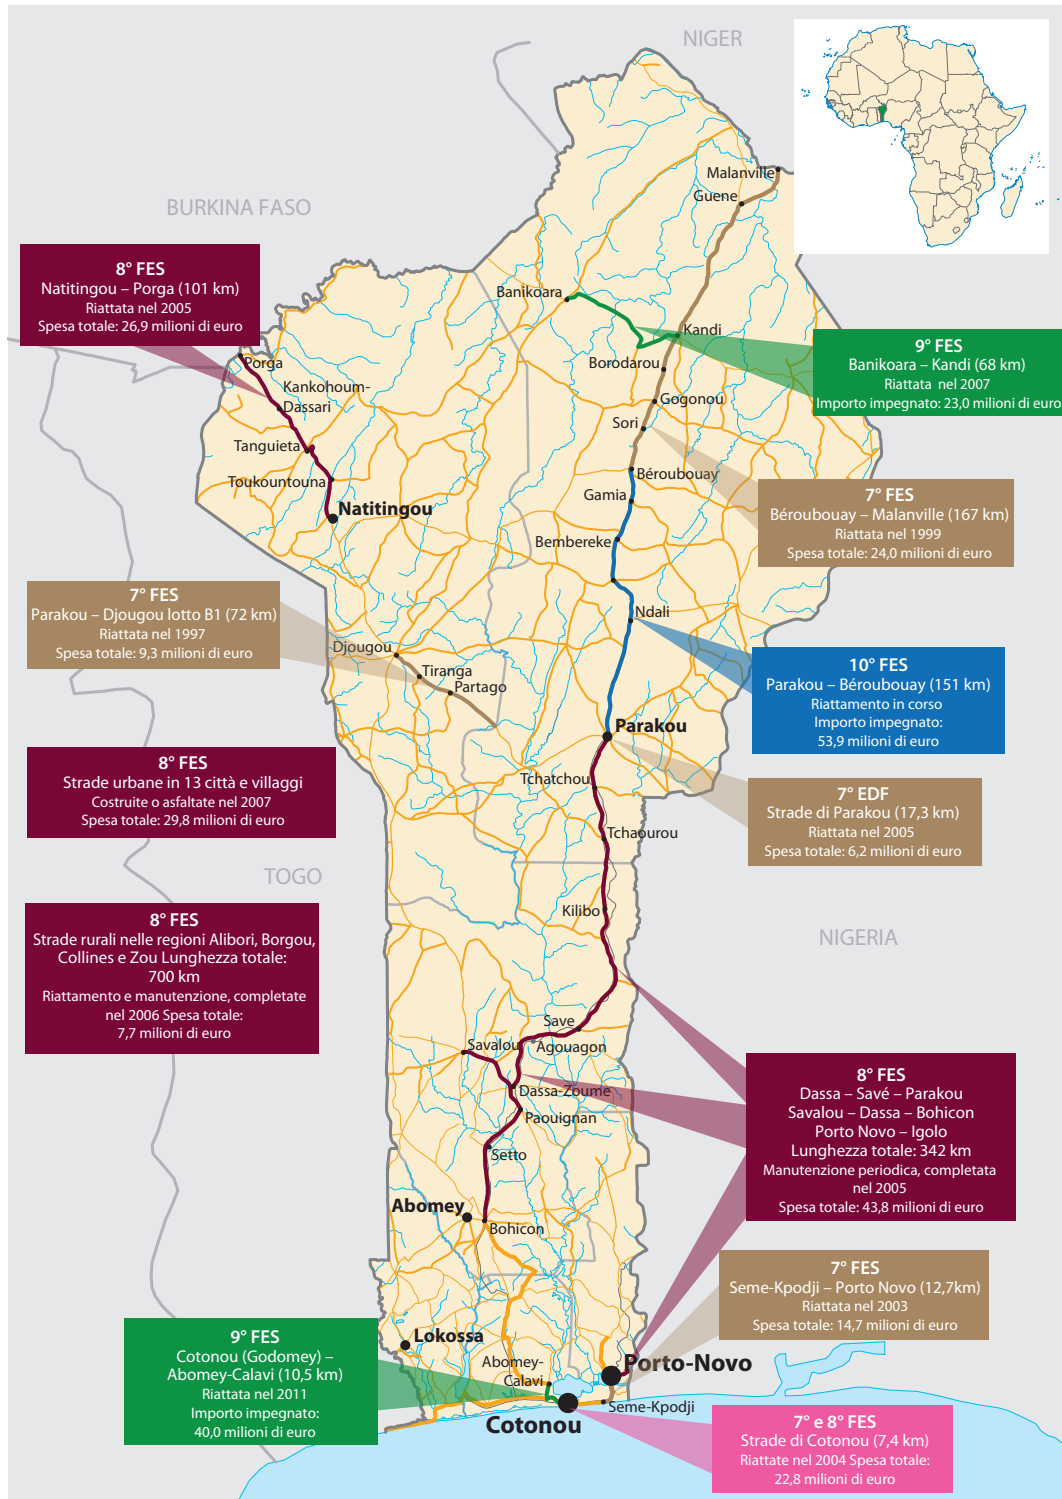 NIGER
BURKINA FASO
Malanville
Guene
8° FES
Natitingou – Porga (101 km)
Riattata nel 2005
Spesa totale: 26,9 milioni di euro
Banikoara
Kandi
9° FES
Banikoara – Kandi (68 km)
Riattata nel 2007
Importo impegnato: 23,0 milioni di euro
Porga
Borodarou
Kankohoum-
Dassari
Gogonou
Sori
Tanguieta
Toukountouna
Béroubouay
Gamia
7° FES
Béroubouay – Malanville (167 km)
Riattata nel 1999
Spesa totale: 24,0 milioni di euro
Natitingou
Bembereke
7° FES
Parakou – Djougou lotto B1 (72 km)
Riattata nel 1997
Spesa totale: 9,3 milioni di euro
Ndali
Djougou
Tiranga
Partago
10° FES
Parakou – Béroubouay (151 km)
Riattamento in corso
Importo impegnato:
53,9 milioni di euro
Parakou
8° FES
Strade urbane in 13 città e villaggi
Costruite o asfaltate nel 2007
Spesa totale: 29,8 milioni di euro
Tchatchou
7° EDF
Strade di Parakou (17,3 km)
Riattata nel 2005
Spesa totale: 6,2 milioni di euro
Tchaourou
TOGO
8° FES
Strade rurali nelle regioni Alibori, Borgou,
Collines e Zou Lunghezza totale:
700 km
Riattamento e manutenzione, completate
nel 2006 Spesa totale:
7,7 milioni di euro
Kilibo
NIGERIA
Save
Savalou
Agouagon
Dassa-Zoume
Paouignan
8° FES
Dassa – Savé – Parakou
Savalou – Dassa – Bohicon
Porto Novo – Igolo
Lunghezza totale: 342 km
Manutenzione periodica, completata
nel 2005
Spesa totale: 43,8 milioni di euro
Setto
Abomey
Bohicon
7° FES
Seme-Kpodji – Porto Novo (12,7km)
Riattata nel 2003
Spesa totale: 14,7 milioni di euro
9° FES
Cotonou (Godomey) –
Abomey-Calavi (10,5 km)
Riattata nel 2011
Importo impegnato:
40,0 milioni di euro
Lokossa
Abomey-
Calavi
Porto-Novo
Seme-Kpodji
Cotonou
7° e 8° FES
Strade di Cotonou (7,4 km)
Riattate nel 2004 Spesa totale:
22,8 milioni di euro